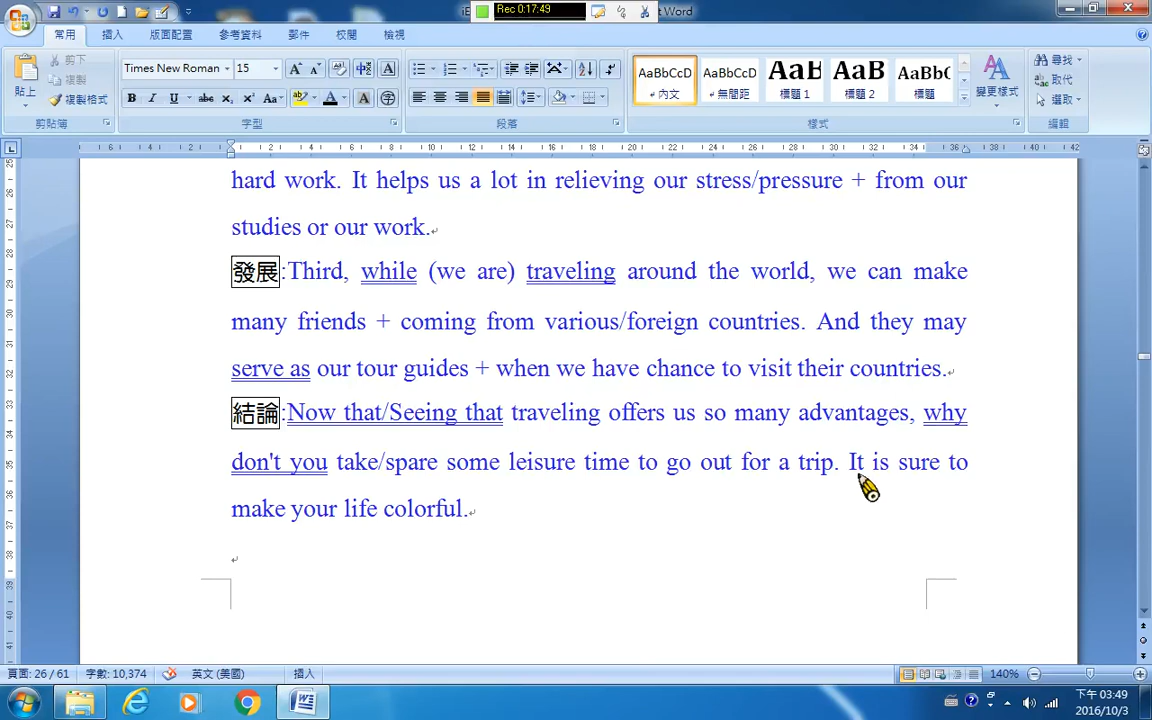 Rec 0:17:49
t Word
常用 插入 版面配置 參考資料 郵件 校閱 檢視
貼上 剪下 複製 複製格式 剪貼簿
Times New Roman 15
字型
段落
AaBbCcD AaBbCcD AaB AaB AaBbC
內文 無間距 標題 1 標題 2 標題
變更樣式
樣式
尋找 取代 選取 編輯
hard work. It helps us a lot in relieving our stress/pressure + from our
studies or our work.
發展:Third, while (we are) traveling around the world, we can make
many friends + coming from various/foreign countries. And they may
serve as our tour guides + when we have chance to visit their countries.
結論:Now that/Seeing that traveling offers us so many advantages, why
don't you take/spare some leisure time to go out for a trip. It is sure to
make your life colorful.
頁面: 26 / 61 字數: 10,374 英文 (美國) 插入 140%
下午 03:49
2016/10/3